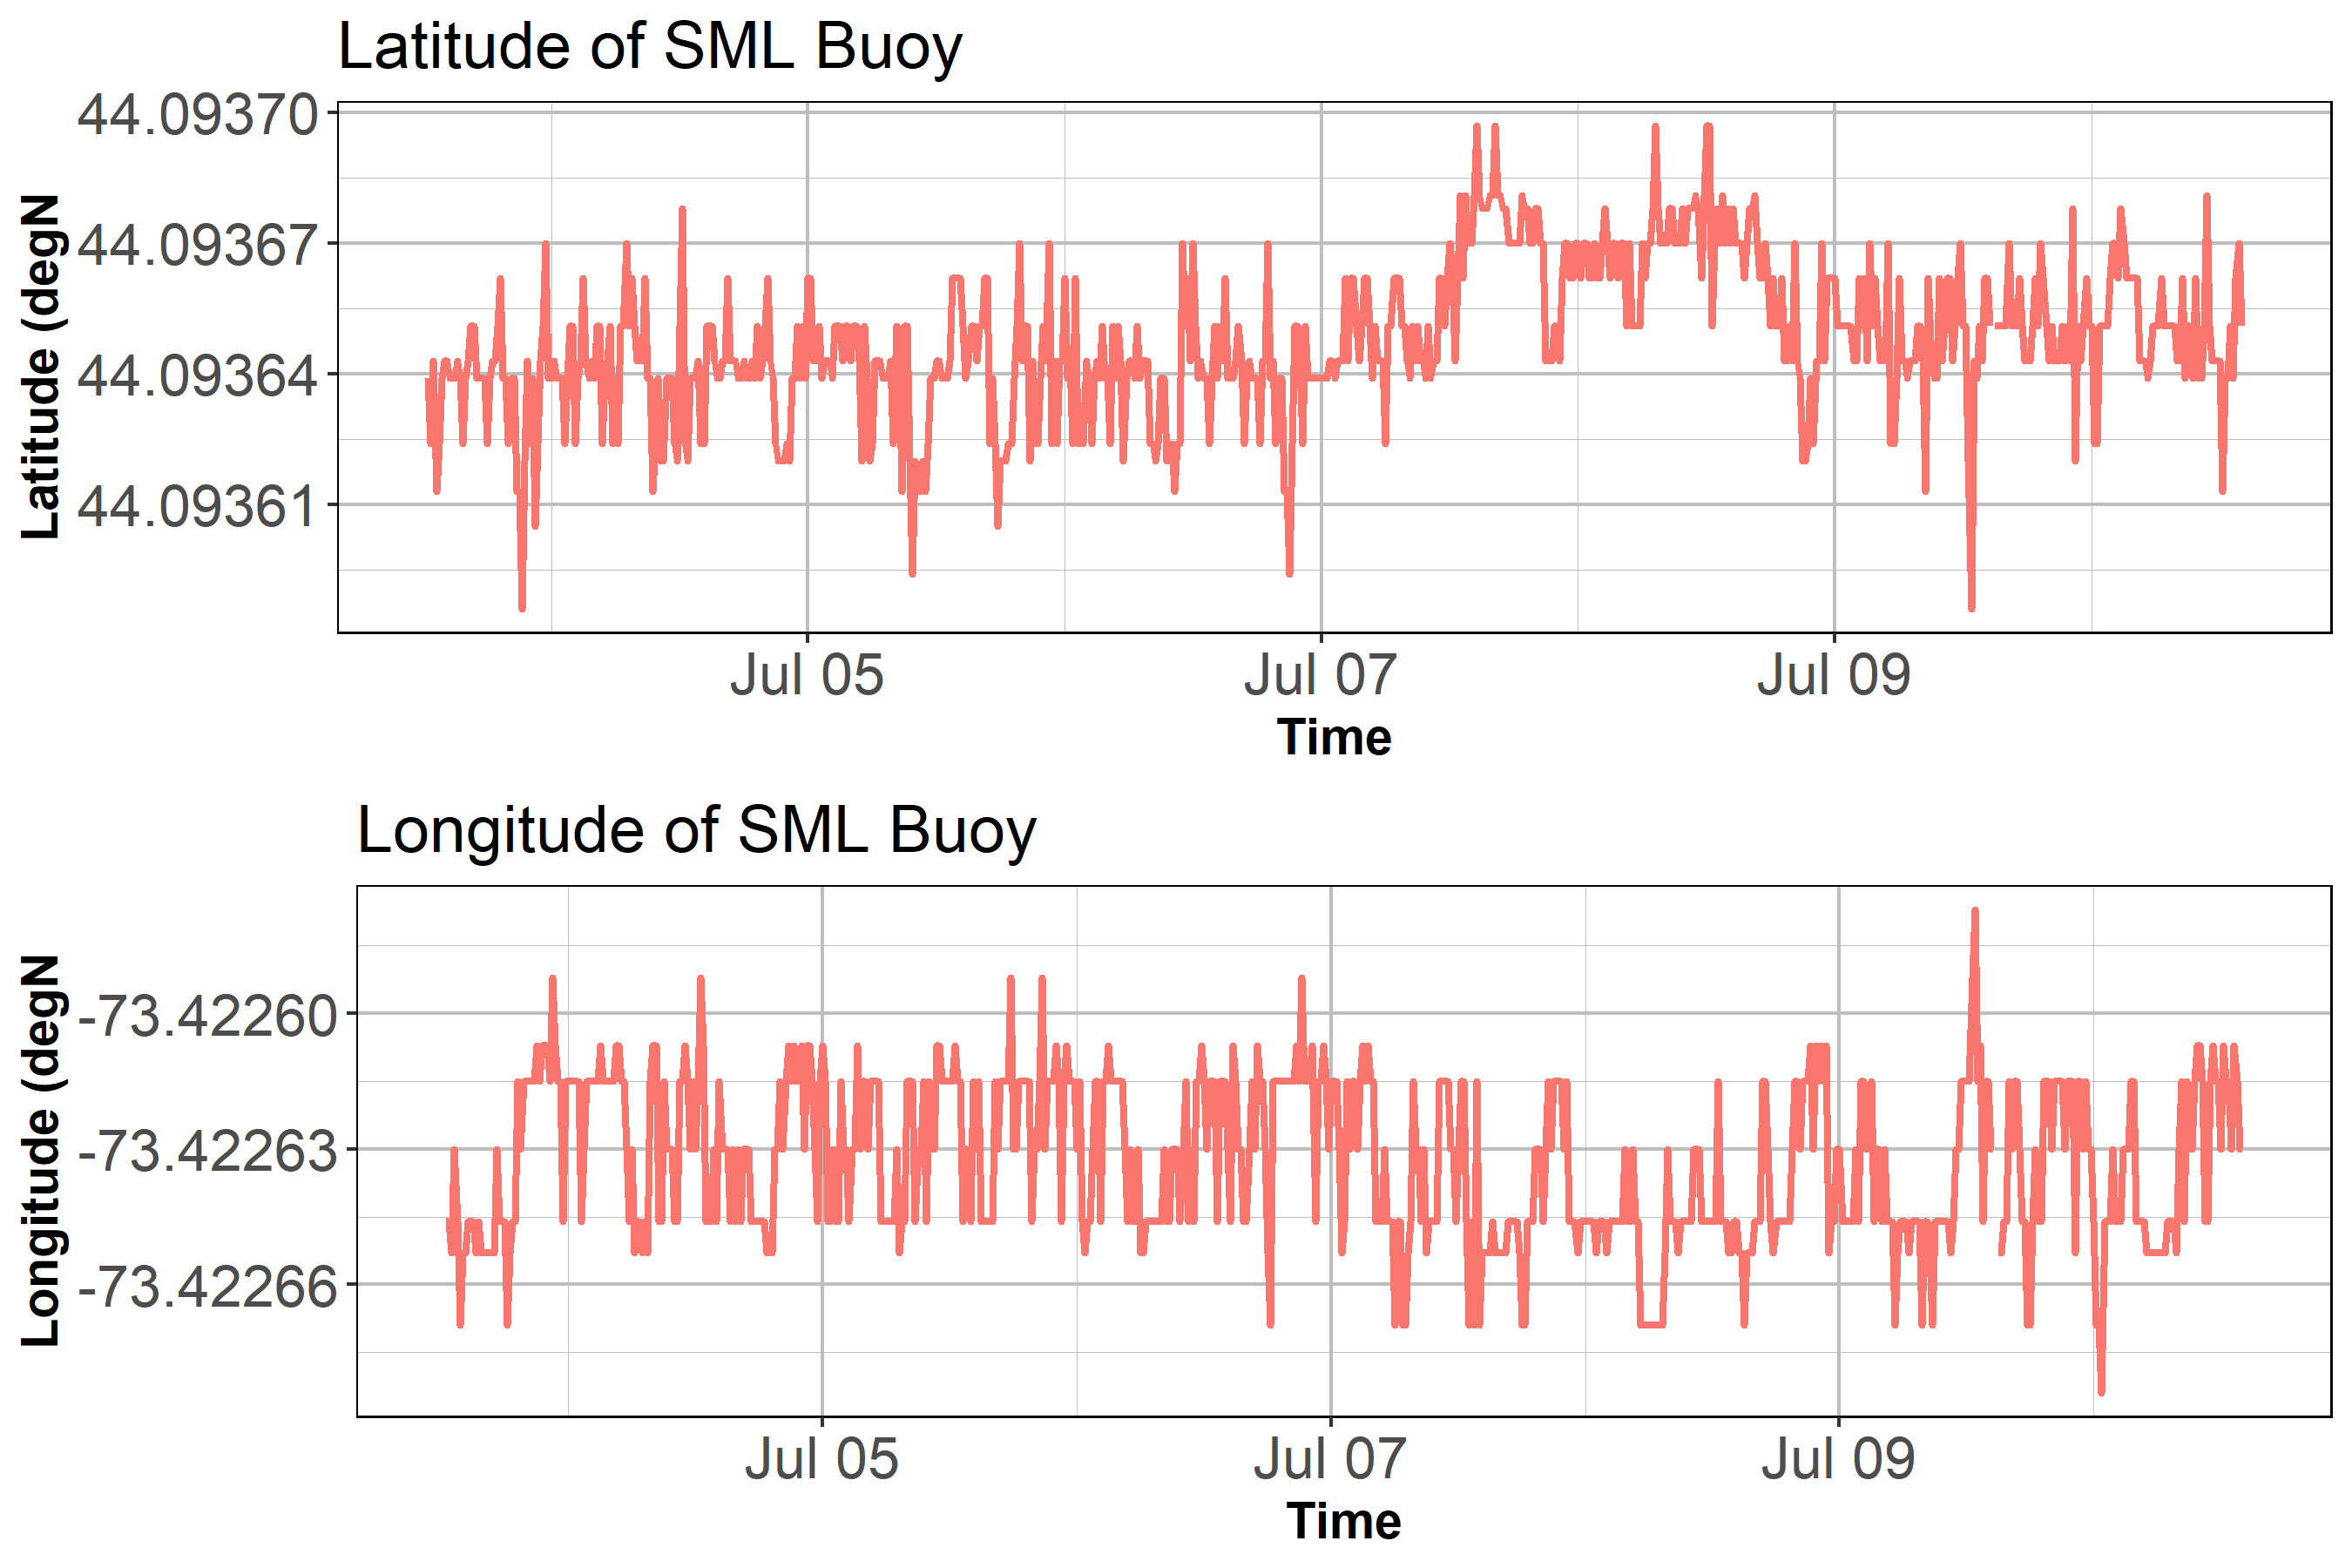 Latitude of SML Buoy
Latitude (degN
44.09370
44.09367
44.09364
44.09361
Jul 05 Jul 07 Jul 09
Time
Longitude of SML Buoy
Longitude (degN
-73.42260
-73.42263
-73.42266
Jul 05 Jul 07 Jul 09
Time